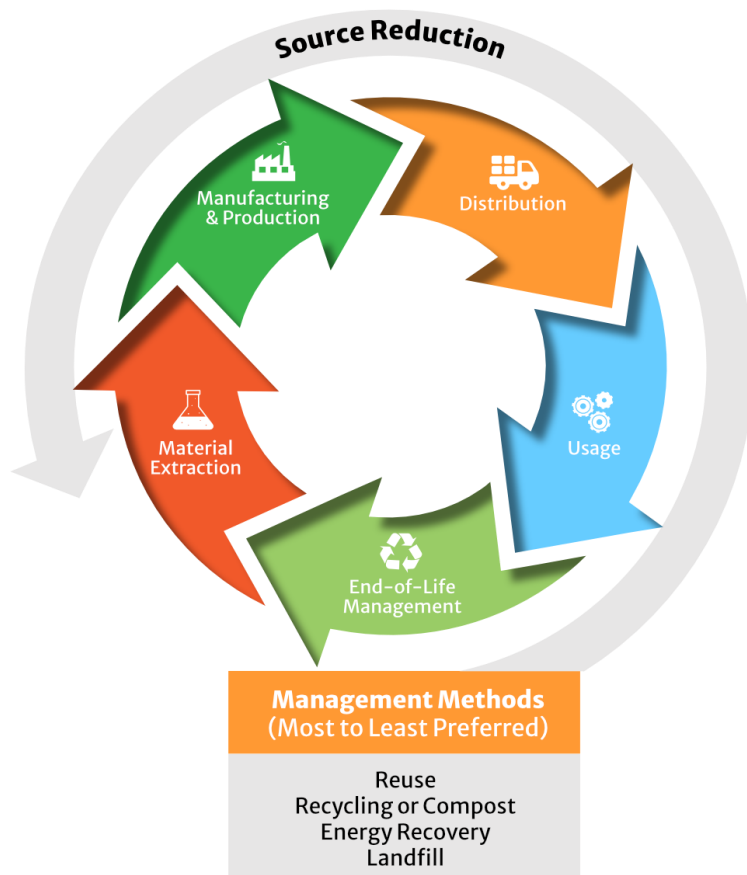 Source Reduction
Manufacturing
& Production
Distribution
Usage
End-of-Life
Management
Material
Extraction
Management Methods
(Most to Least Preferred)
Reuse
Recycling or Compost
Energy Recovery
Landfill